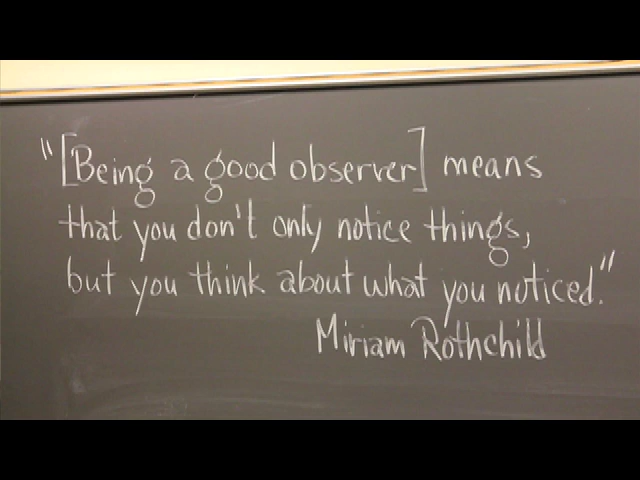 "[Being a good observer] means
that you don't only notice things,
but you think about what you noticed."
Miriam Rothchild